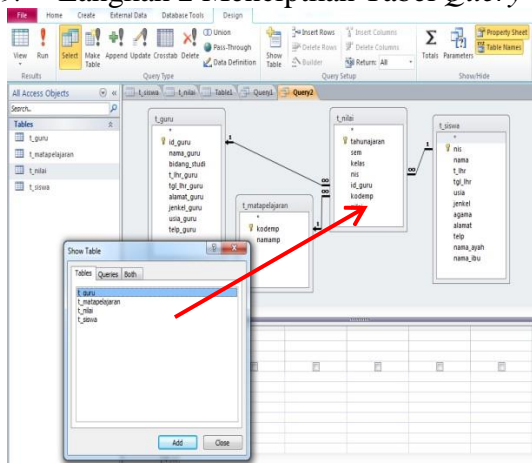 Langkah 2 Menciptkan Tabel Query
File Home Create External Data Database Tools Design
View Run Select Make Table Append Update Crosstab Delete Union Pass-Through Data Definition Show Table Insert Rows Delete Rows Builder Insert Columns Delete Columns Return: All Totals Parameters Property Sheet Table Names
Results Query Type Query Setup Show/Hide
All Access Objects t_siswa t_nilai Table1 Query1 Query2
Search..
Tables
t_guru
t_matapelajaran
t_nilai
t_siswa
t_guru
*
id_guru
nama_guru
bidang_studi
t_lhr_guru
tgl_lhr_guru
alamat_guru
jenkel_guru
usia_guru
telp_guru
t_matapelajaran
*
kodemp
namamp
t_nilai
*
tahunajaran
sem
kelas
nis
id_guru
kodemp
t_siswa
*
nis
nama
t_lhr
tgl_lhr
usia
jenkel
agama
alamat
telp
nama_ayah
nama_ibu
1
∞
∞
1
∞
1
Show Table
Tables Queries Both
t_guru
t_matapelajaran
t_nilai
t_siswa
Add Close